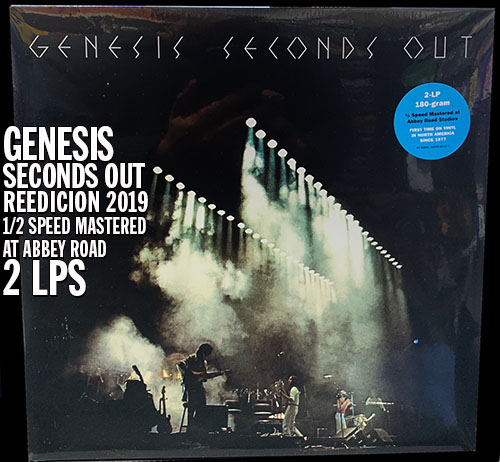 GENESIS SECONDS OUT
2-LP
180-gram
½ Speed Mastered at
Abbey Road Studios
FIRST TIME ON VINYL
IN NORTH AMERICA
SINCE 1977
GENESIS
SECONDS OUT
REEDICION 2019
1/2 SPEED MASTERED
AT ABBEY ROAD
2 LPS